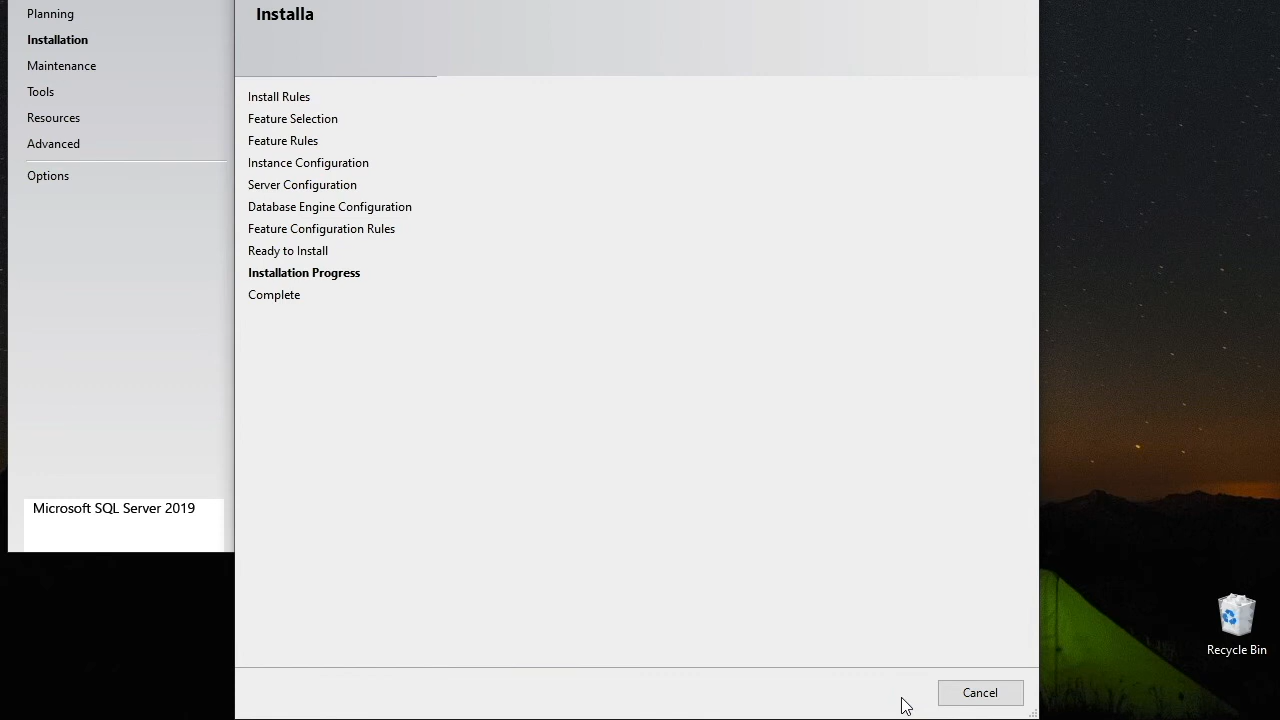 Planning
Installation
Maintenance
Tools
Resources
Advanced
Options
Microsoft SQL Server 2019
Installa
Install Rules
Feature Selection
Feature Rules
Instance Configuration
Server Configuration
Database Engine Configuration
Feature Configuration Rules
Ready to Install
Installation Progress
Complete
Cancel
Recycle Bin